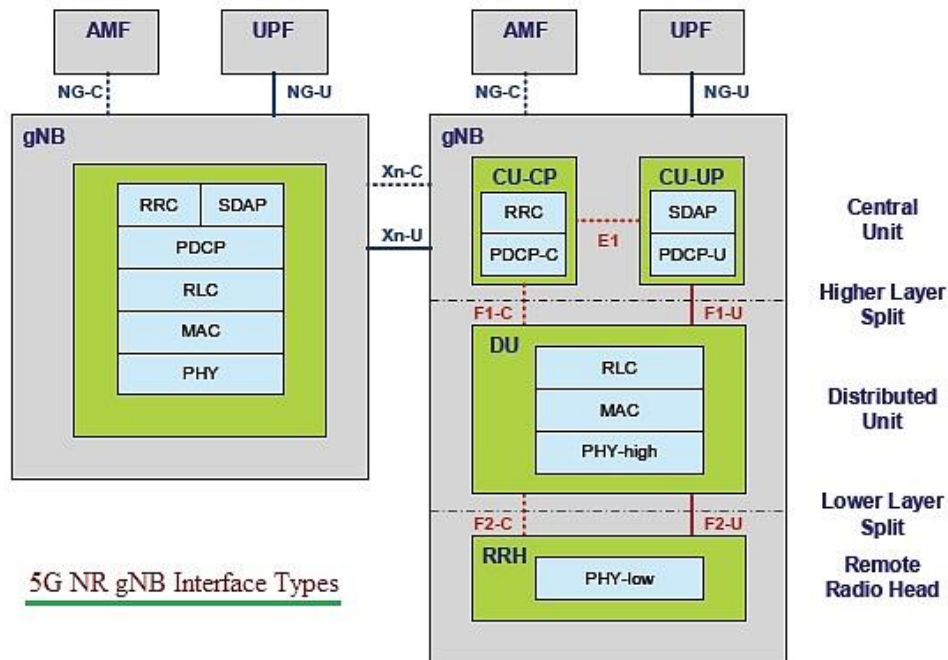 AMF
UPF
AMF
UPF
NG-C
NG-U
NG-C
NG-U
gNB
RRC
SDAP
PDCP
RLC
MAC
PHY
Xn-C
Xn-U
gNB
CU-CP
RRC
PDCP-C
E1
CU-UP
SDAP
PDCP-U
Central
Unit
F1-C
F1-U
Higher Layer
Split
DU
RLC
MAC
PHY-high
Distributed
Unit
F2-C
F2-U
Lower Layer
Split
RRH
PHY-low
Remote
Radio Head
5G NR gNB Interface Types